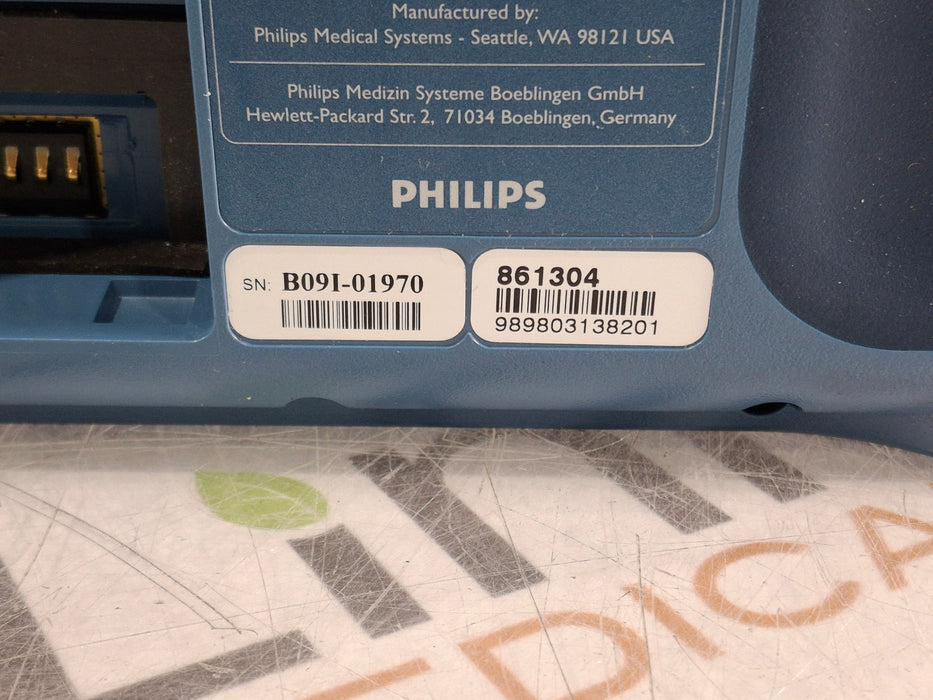 Manufactured by:
Philips Medical Systems - Seattle, WA 98121 USA
Philips Medizin Systeme Boeblingen GmbH
Hewlett-Packard Str. 2, 71034 Boeblingen, Germany
PHILIPS
SN: B09I-01970
861304
989803138201